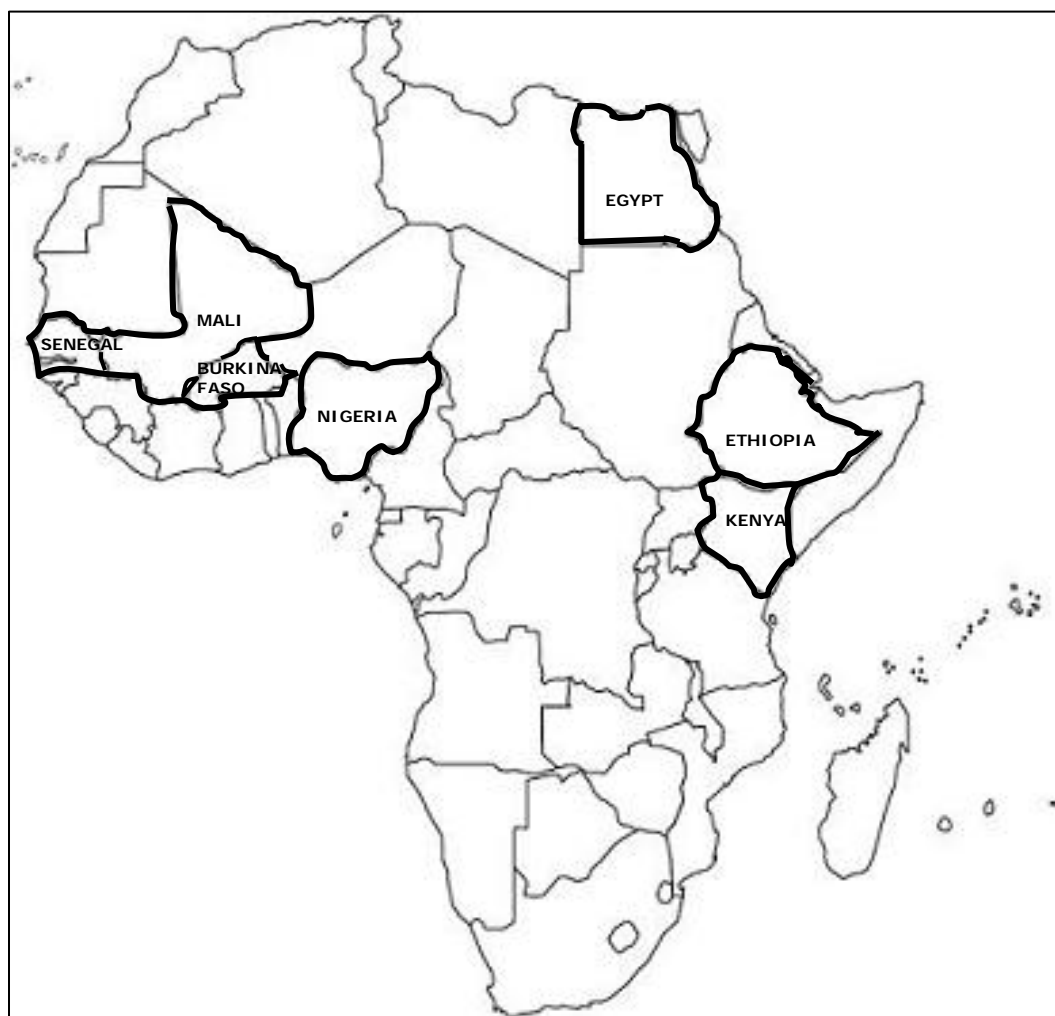 EGYPT
MALI
SENEGAL
BURKINA
FASO
NIGERIA
ETHIOPIA
KENYA